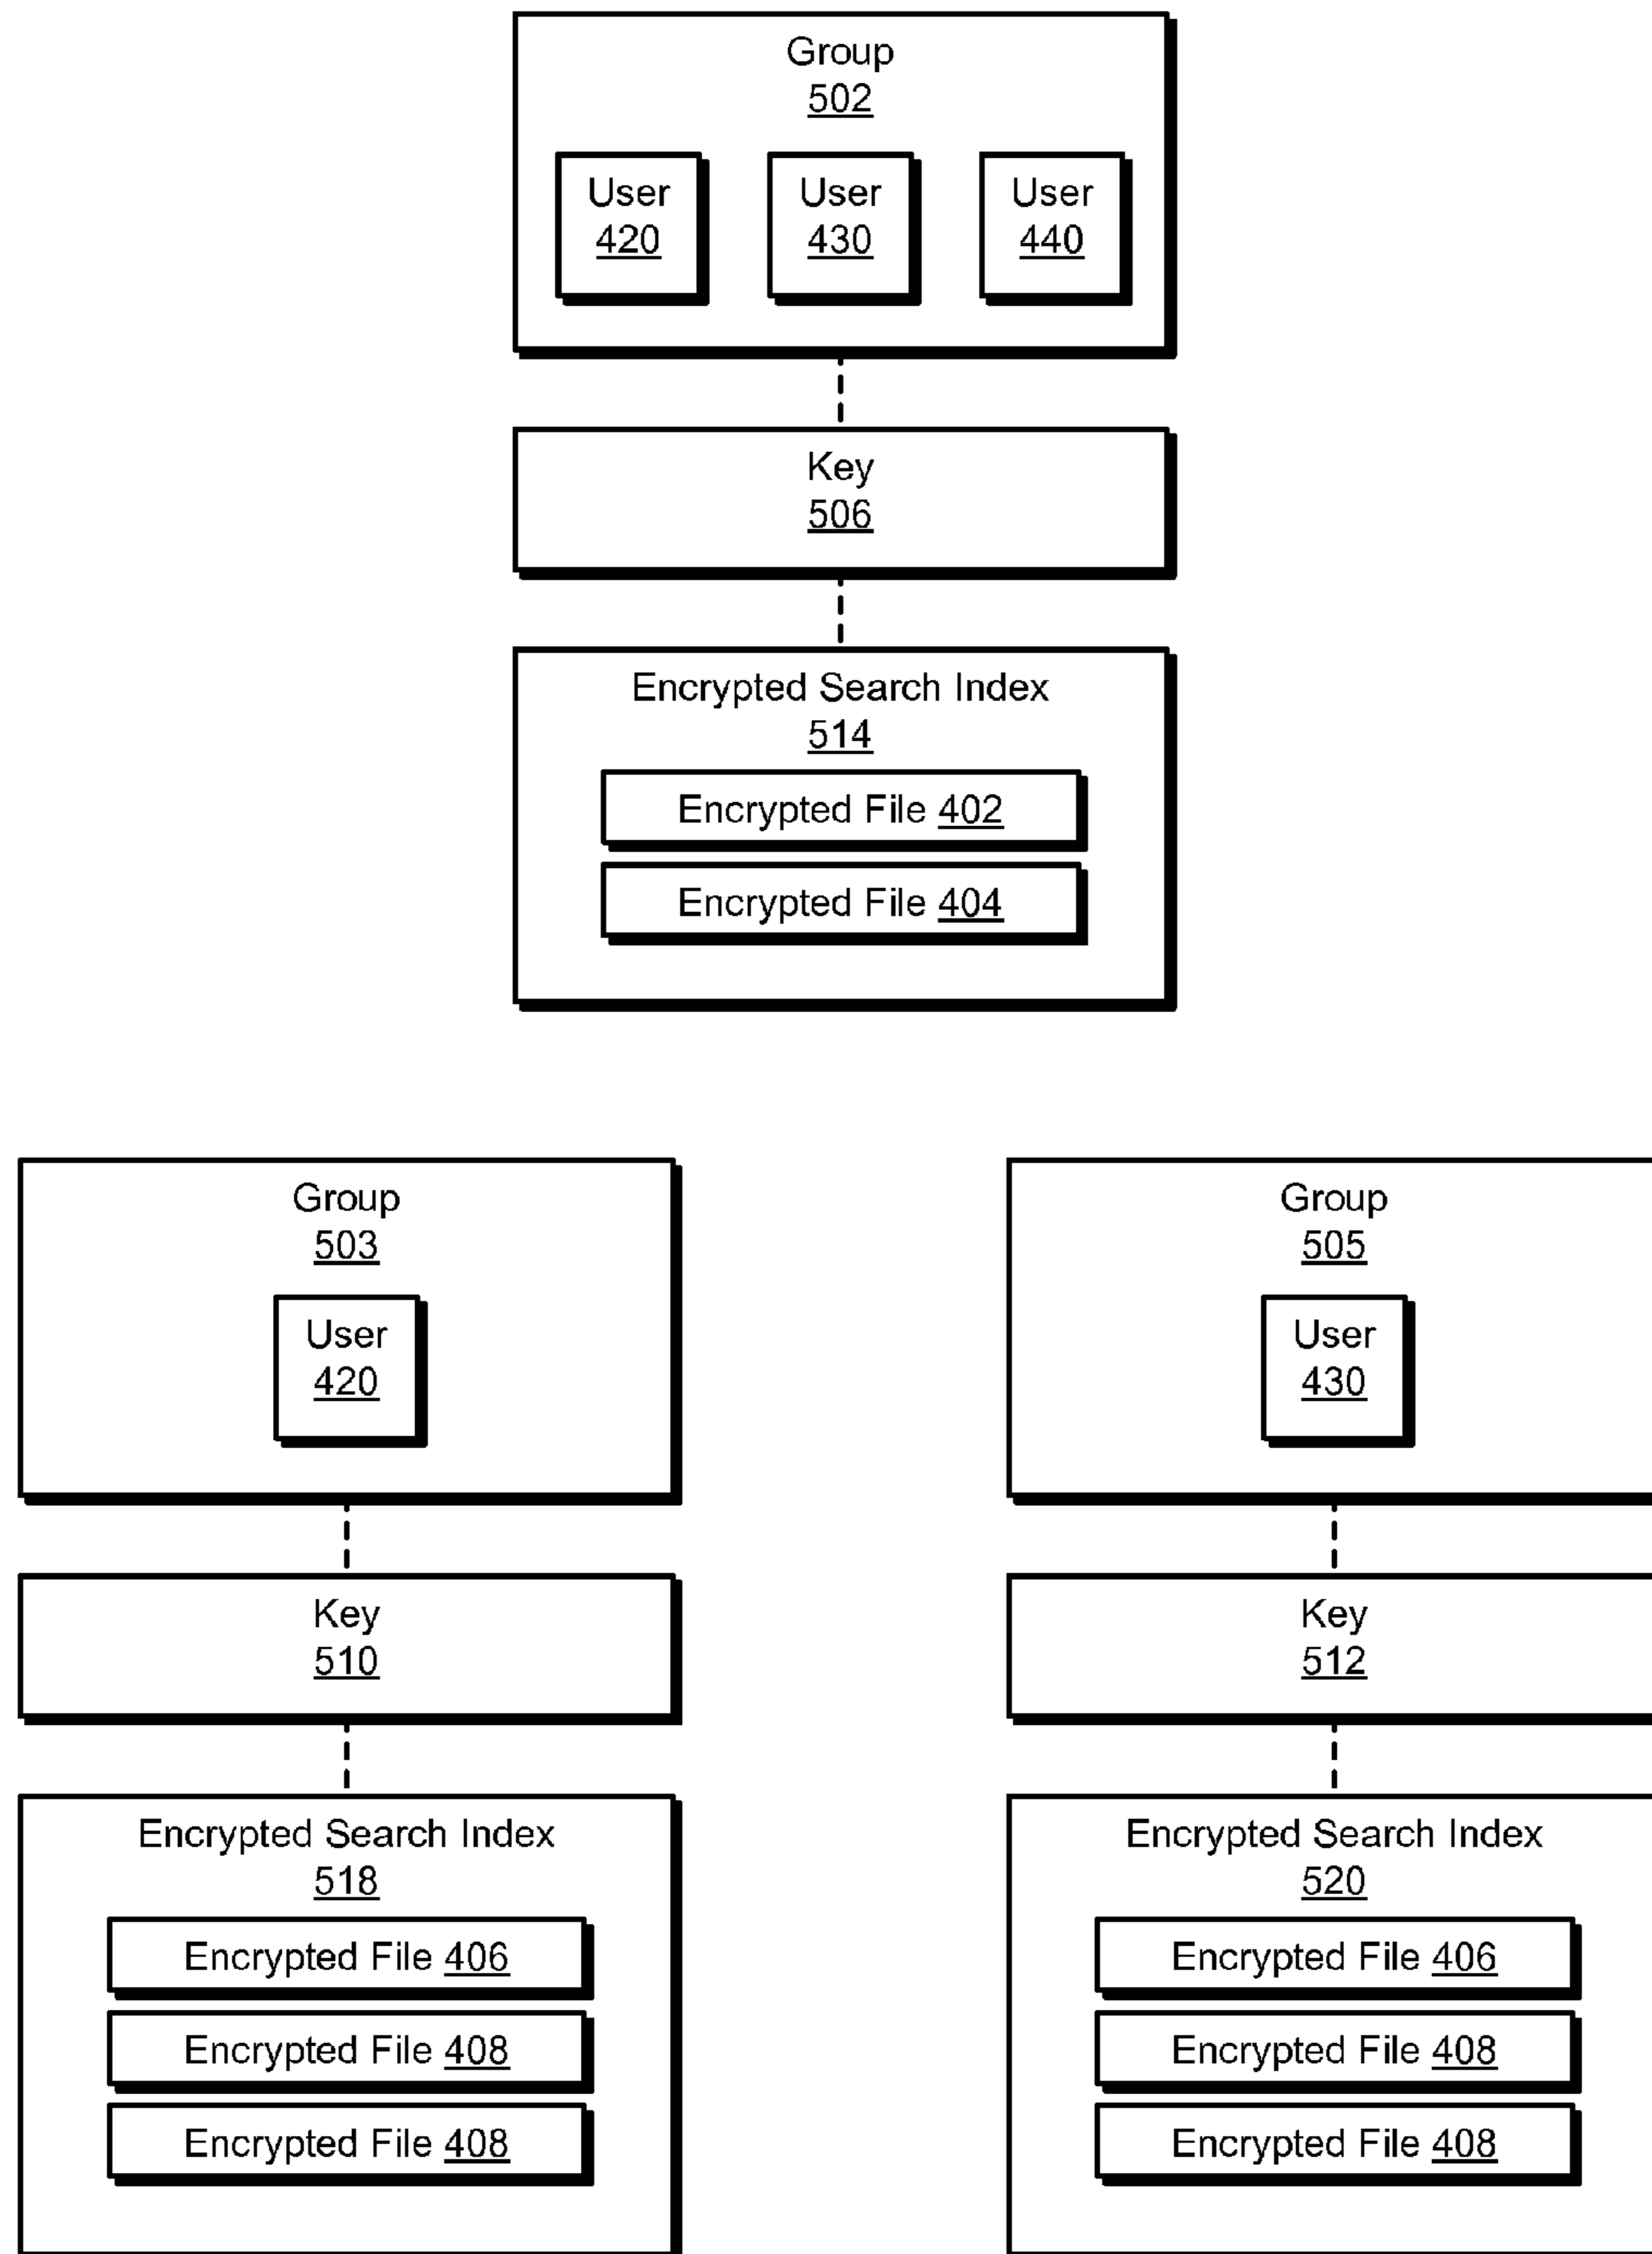 Group
502
User
420
User
430
User
440
Key
506
Encrypted Search Index
514
Encrypted File 402
Encrypted File 404
Group
503
User
420
Key
510
Encrypted Search Index
518
Encrypted File 406
Encrypted File 408
Encrypted File 408
Group
505
User
430
Key
512
Encrypted Search Index
520
Encrypted File 406
Encrypted File 408
Encrypted File 408